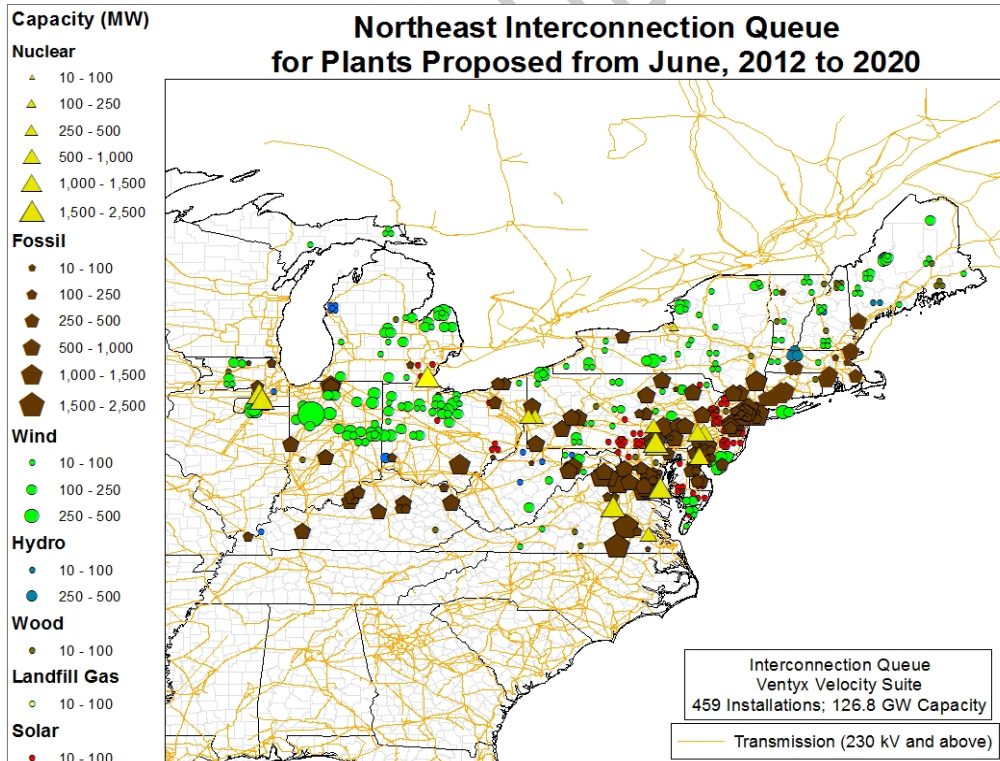 Northeast Interconnection Queue
for Plants Proposed from June, 2012 to 2020
Capacity (MW)
Nuclear
10 - 100
100 - 250
250 - 500
500 - 1,000
1,000 - 1,500
1,500 - 2,500
Fossil
10 - 100
100 - 250
250 - 500
500 - 1,000
1,000 - 1,500
1,500 - 2,500
Wind
10 - 100
100 - 250
250 - 500
Hydro
10 - 100
250 - 500
Wood
10 - 100
Landfill Gas
10 - 100
Solar
10 - 100
Interconnection Queue
Ventyx Velocity Suite
459 Installations; 126.8 GW Capacity
Transmission (230 kV and above)